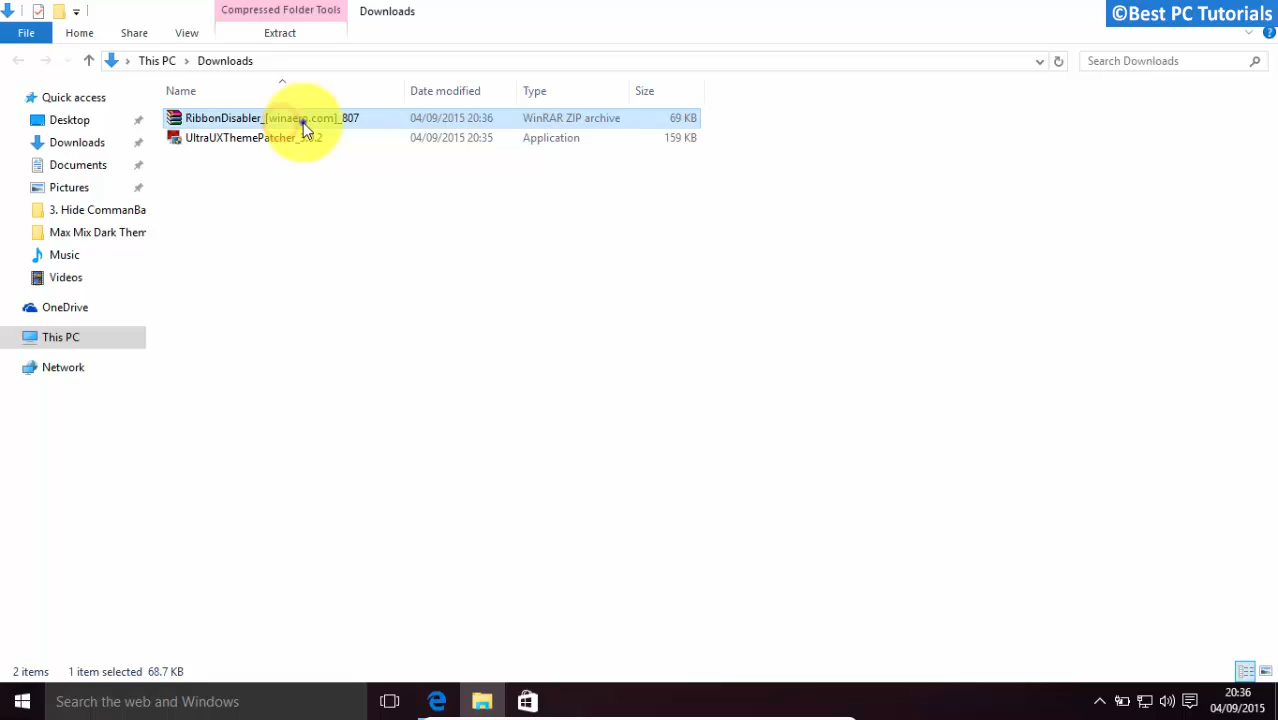 Compressed Folder Tools
Downloads
©Best PC Tutorials
File
Home
Share
View
Extract
This PC
Downloads
Search Downloads
Name
Date modified
Type
Size
Quick access
RibbonDisabler_[winaero.com]_807
04/09/2015 20:36
WinRAR ZIP archive
69 KB
Desktop
UltraUXThemePatcher
04/09/2015 20:35
Application
159 KB
Downloads
Documents
Pictures
3. Hide CommanBa
Max Mix Dark Them
Music
Videos
OneDrive
This PC
Network
2 items
1 item selected 68.7 KB
Search the web and Windows
20:36
04/09/2015